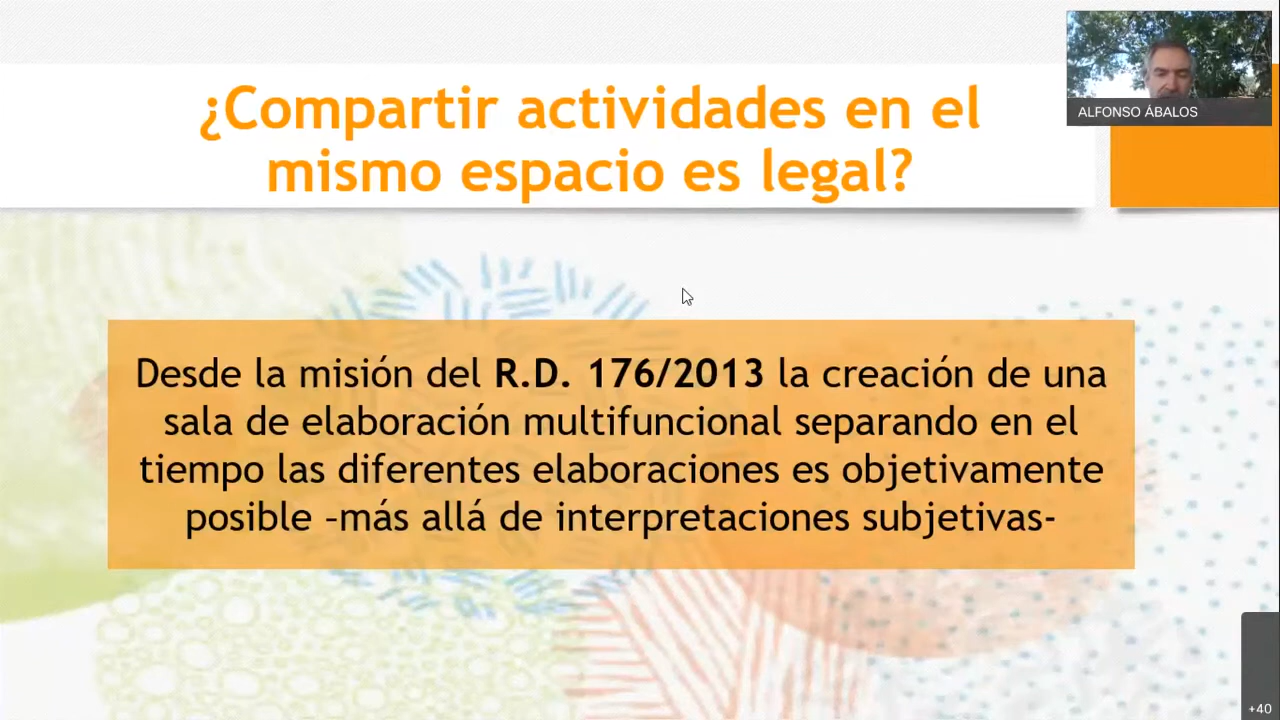 ¿Compartir actividades en el
mismo espacio es legal?
ALFONSO ÁBALOS
Desde la misión del R.D. 176/2013 la creación de una
sala de elaboración multifuncional separando en el
tiempo las diferentes elaboraciones es objetivamente
posible –más allá de interpretaciones subjetivas-
+40